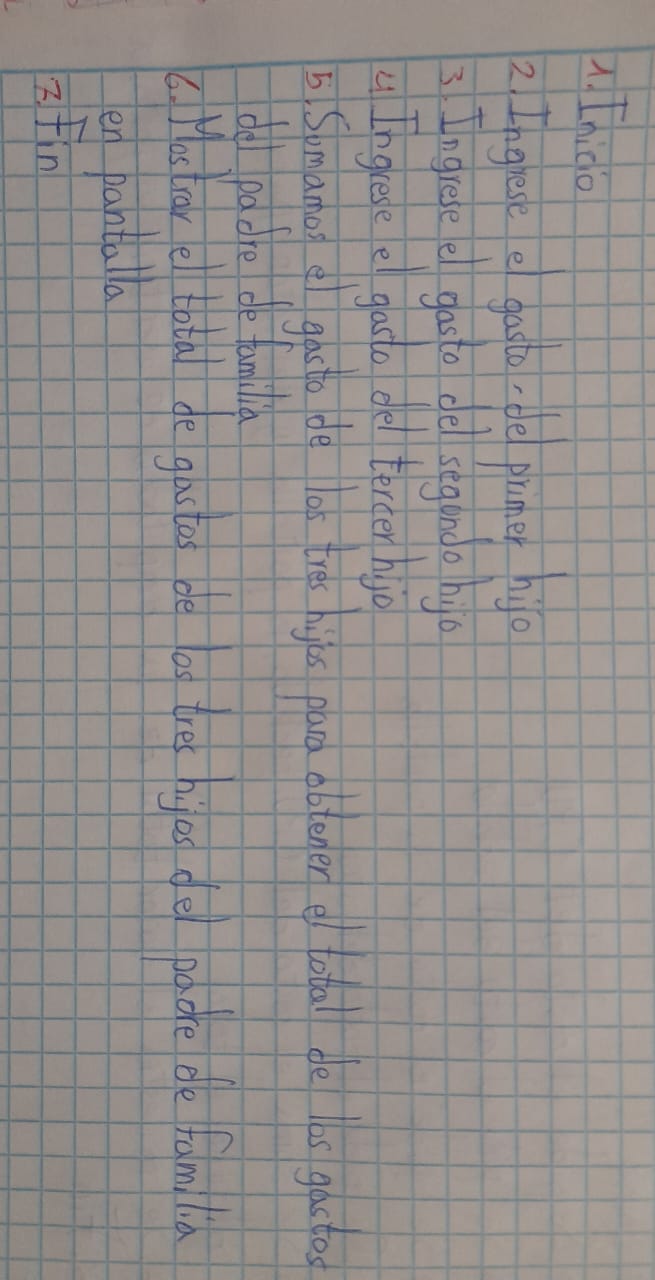 1. Inicio
2. Ingrese el gasto del primer hijo
3. Ingrese el gasto del segundo hijo
4 Ingrese el gasto del tercer hijo
5. Sumamos el gasto de los tres hijos para obtener el total de los gastos
del padre de familia
6. Mostrar el total de gastos de los tres hijos del padre de familia
en pantalla
7. Fin